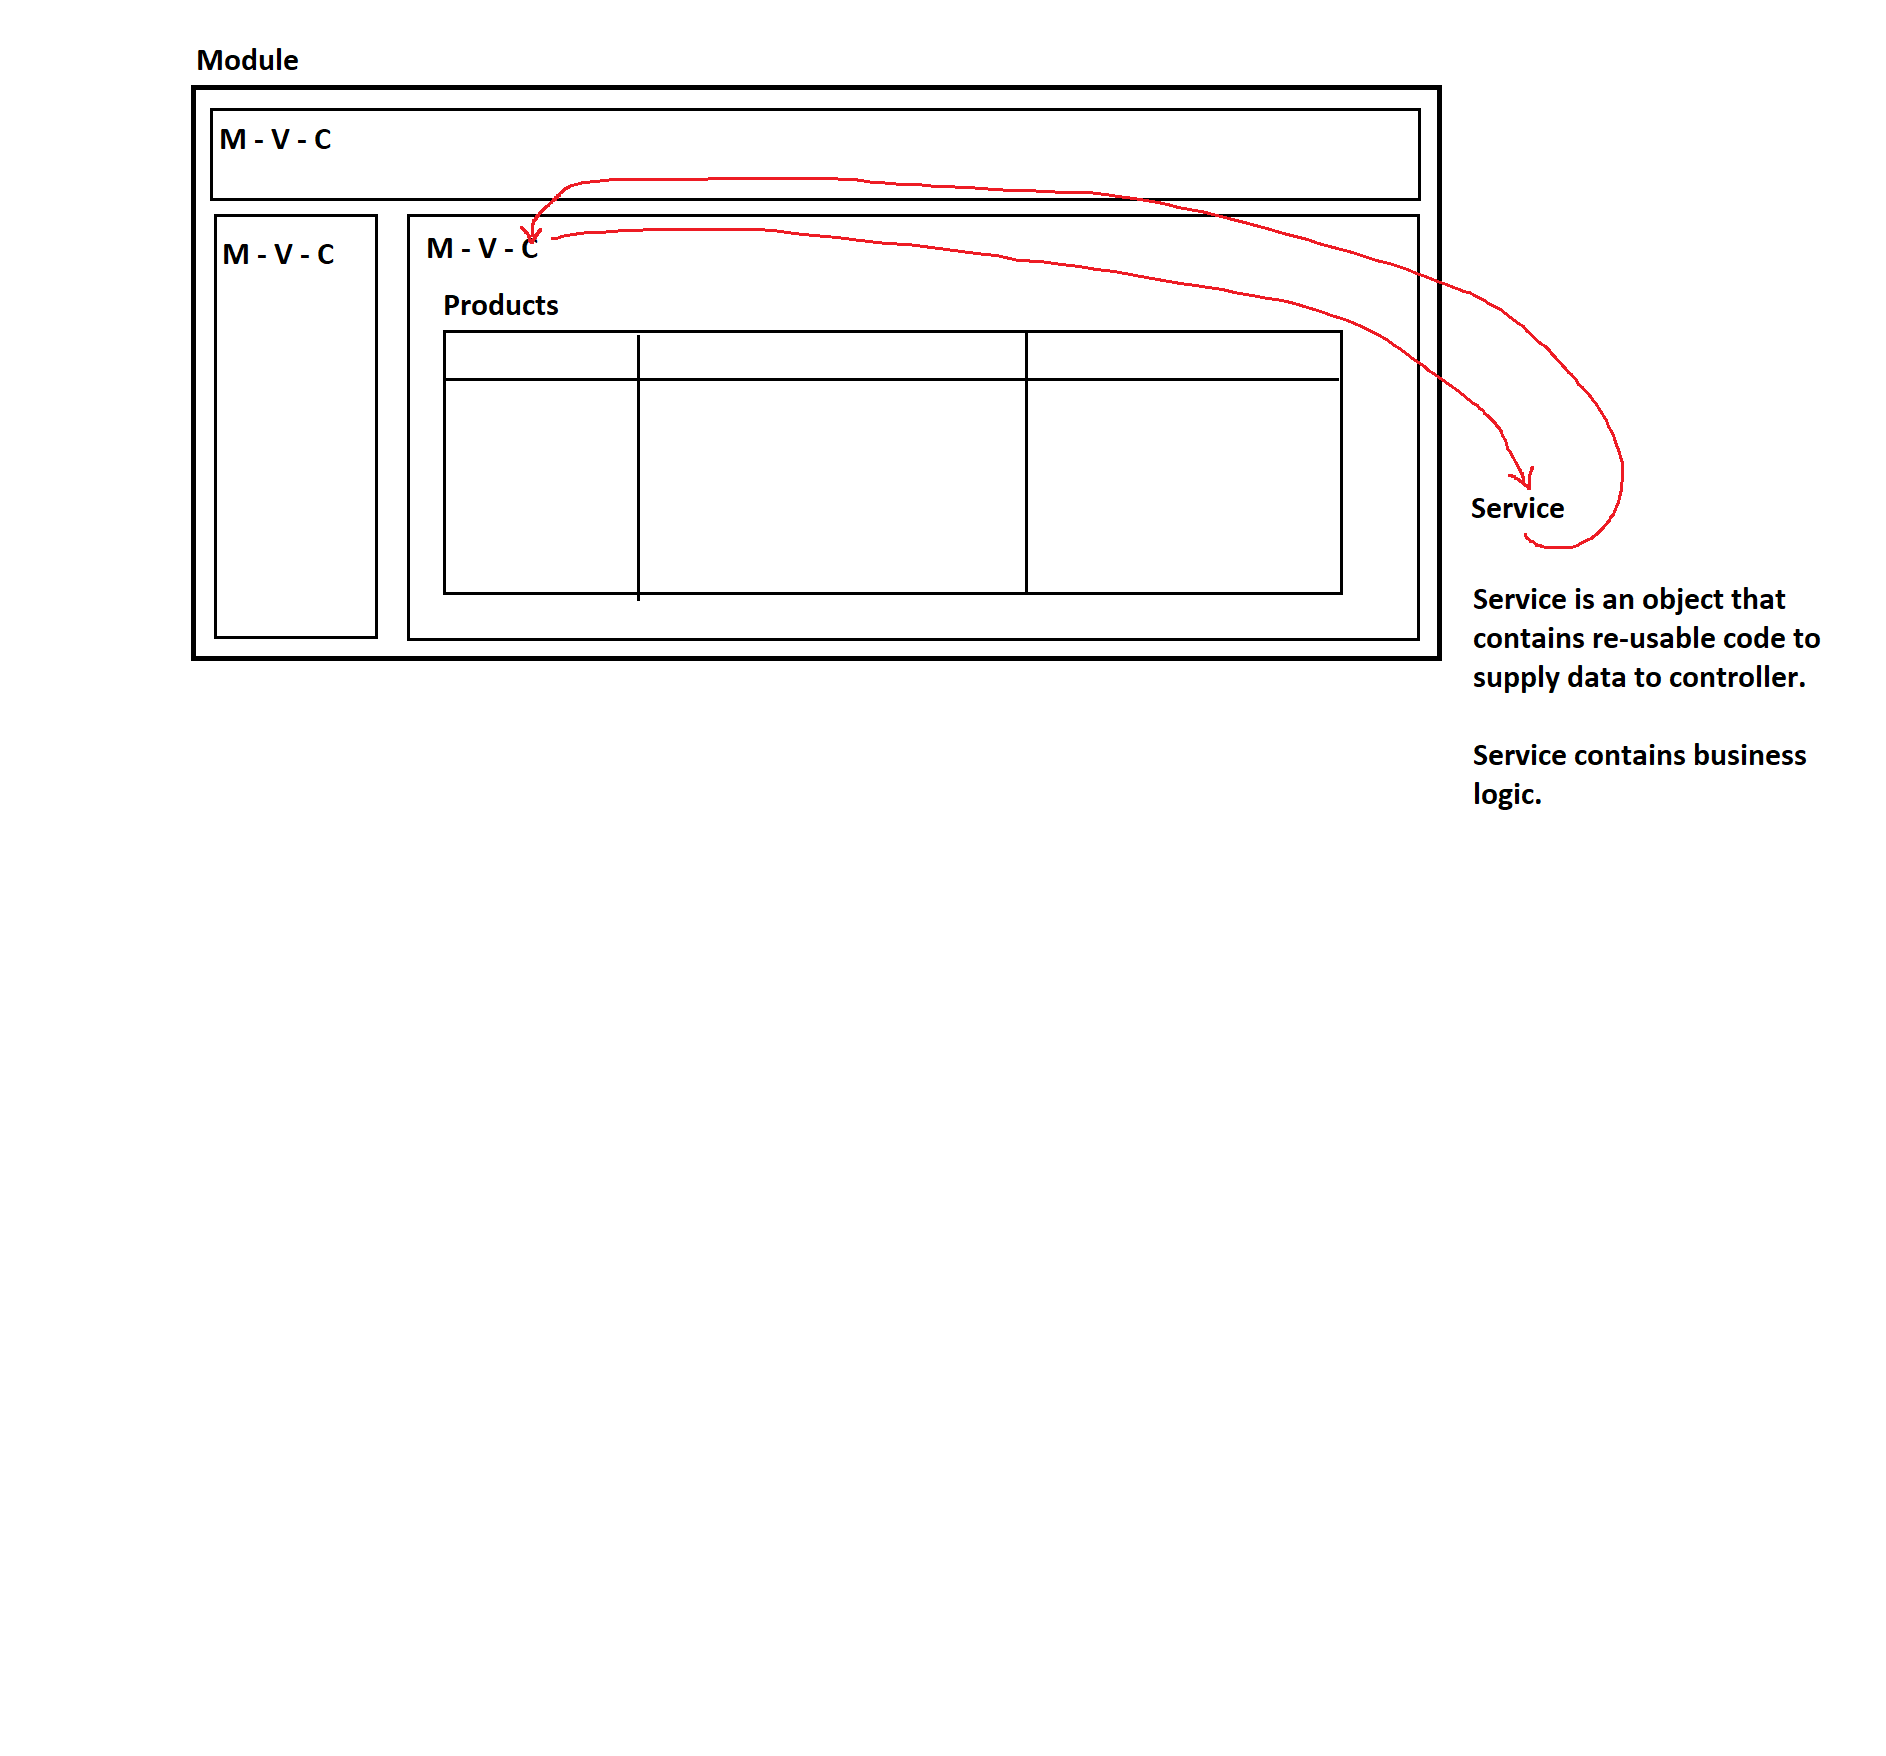 Module
M - V - C
M - V - C
M - V - C
Products
Service
Service is an object that
contains re-usable code to
supply data to controller.
Service contains business
logic.